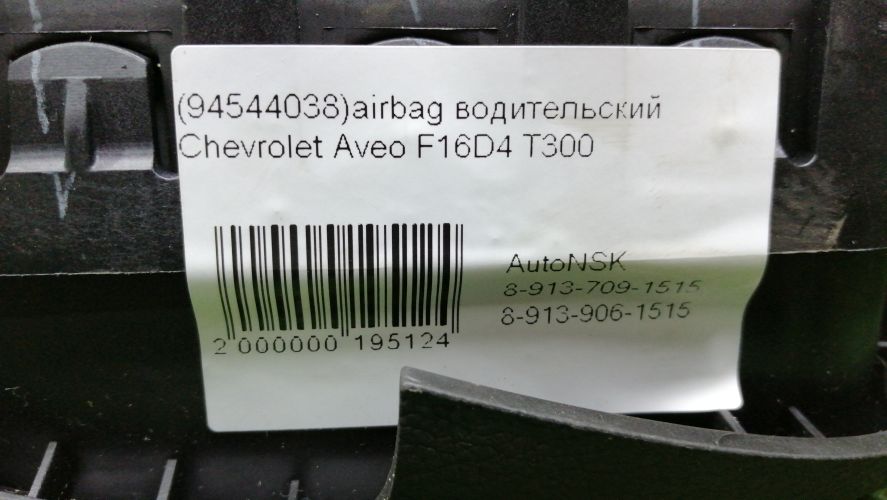 (94544038)airbag водительский
Chevrolet Aveo F16D4 T300
AutoNSK
8-913-709-1515
8-913-906-1515
2 000000 195124